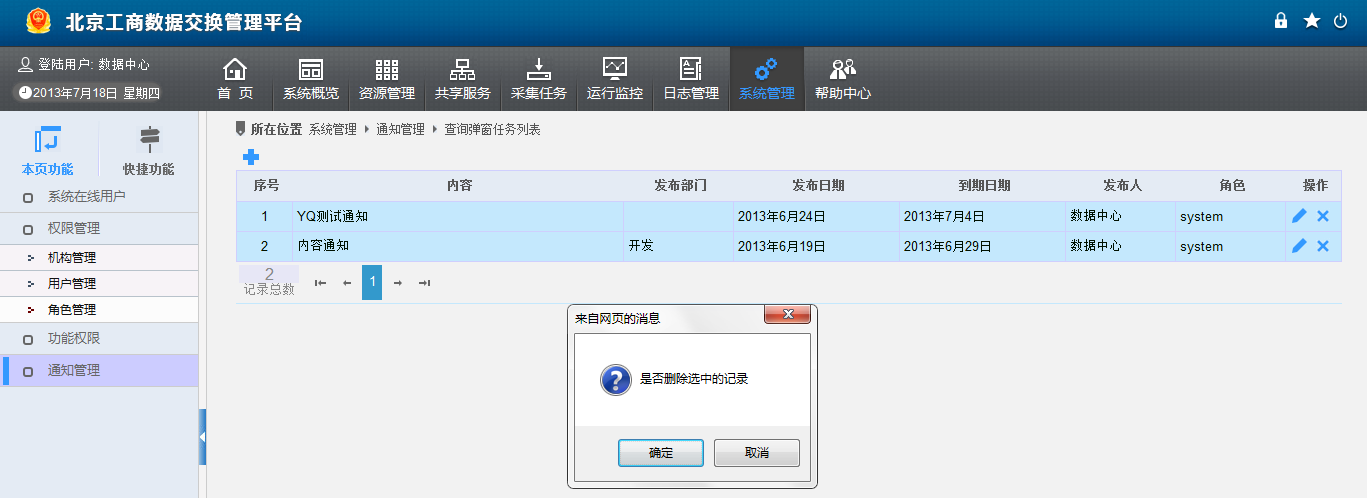 北京工商数据交换管理平台
登陆用户: 数据中心
2013年7月18日 星期四
首 页
系统概览
资源管理
共享服务
采集任务
运行监控
日志管理
系统管理
帮助中心
本页功能
快捷功能
系统在线用户
权限管理
机构管理
用户管理
角色管理
功能权限
通知管理
所在位置 系统管理 通知管理 查询弹窗任务列表
序号 内容 发布部门 发布日期 到期日期 发布人 角色 操作
1 YQ测试通知 2013年6月24日 2013年7月4日 数据中心 system
2 内容通知 开发 2013年6月19日 2013年6月29日 数据中心 system
2
记录总数
1
来自网页的消息
是否删除选中的记录
确定
取消